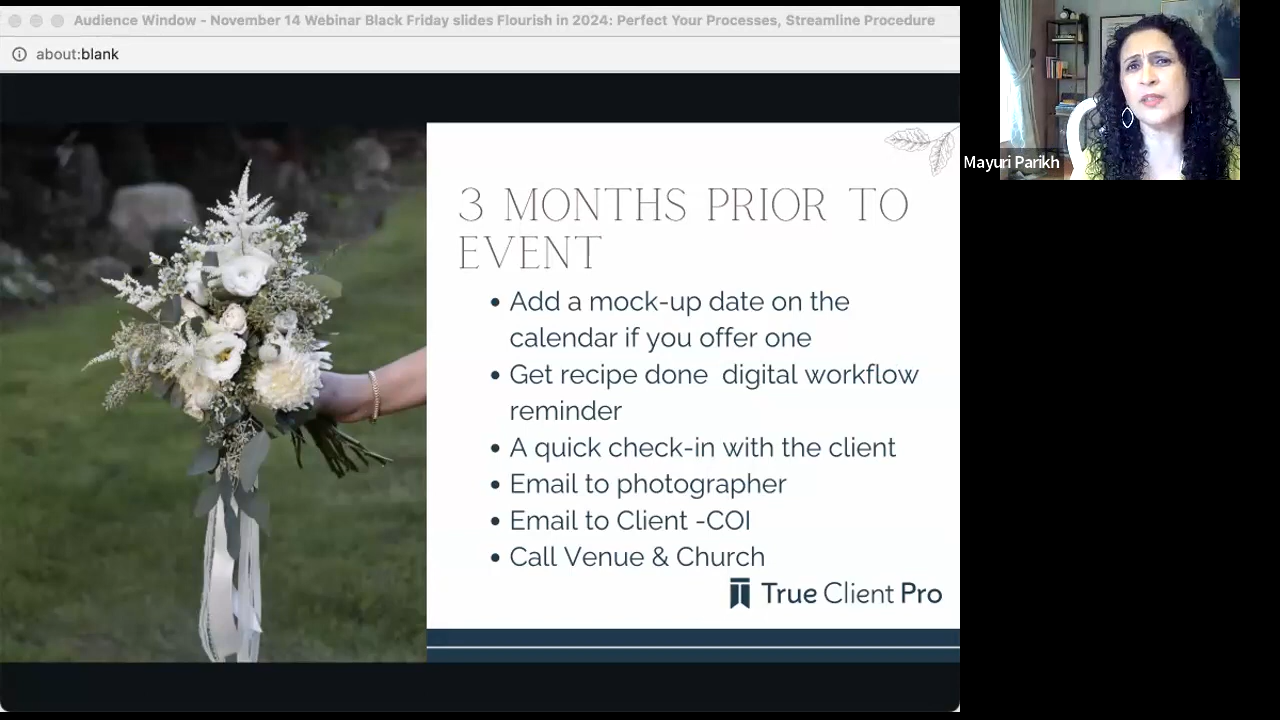 Audience Window - November 14 Webinar Black Friday slides Flourish in 2024: Perfect Your Processes, Streamline Procedure
about:blank
3 MONTHS PRIOR TO
EVENT
• Add a mock-up date on the
calendar if you offer one
• Get recipe done digital workflow
reminder
• A quick check-in with the client
• Email to photographer
• Email to Client -COI
• Call Venue & Church
True Client Pro
Mayuri Parikh